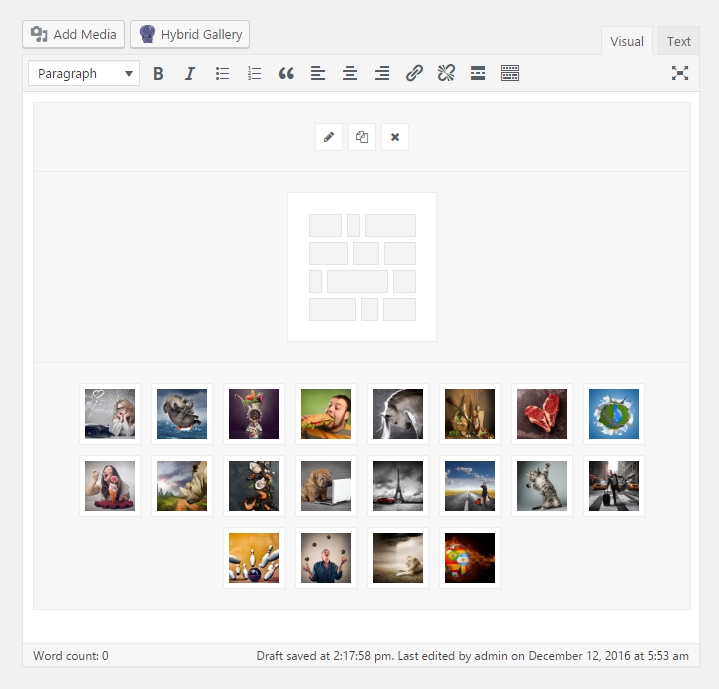 Add Media
Hybrid Gallery
Visual
Text
Paragraph
Word count: 0
Draft saved at 2:17:58 pm. Last edited by admin on December 12, 2016 at 5:53 am